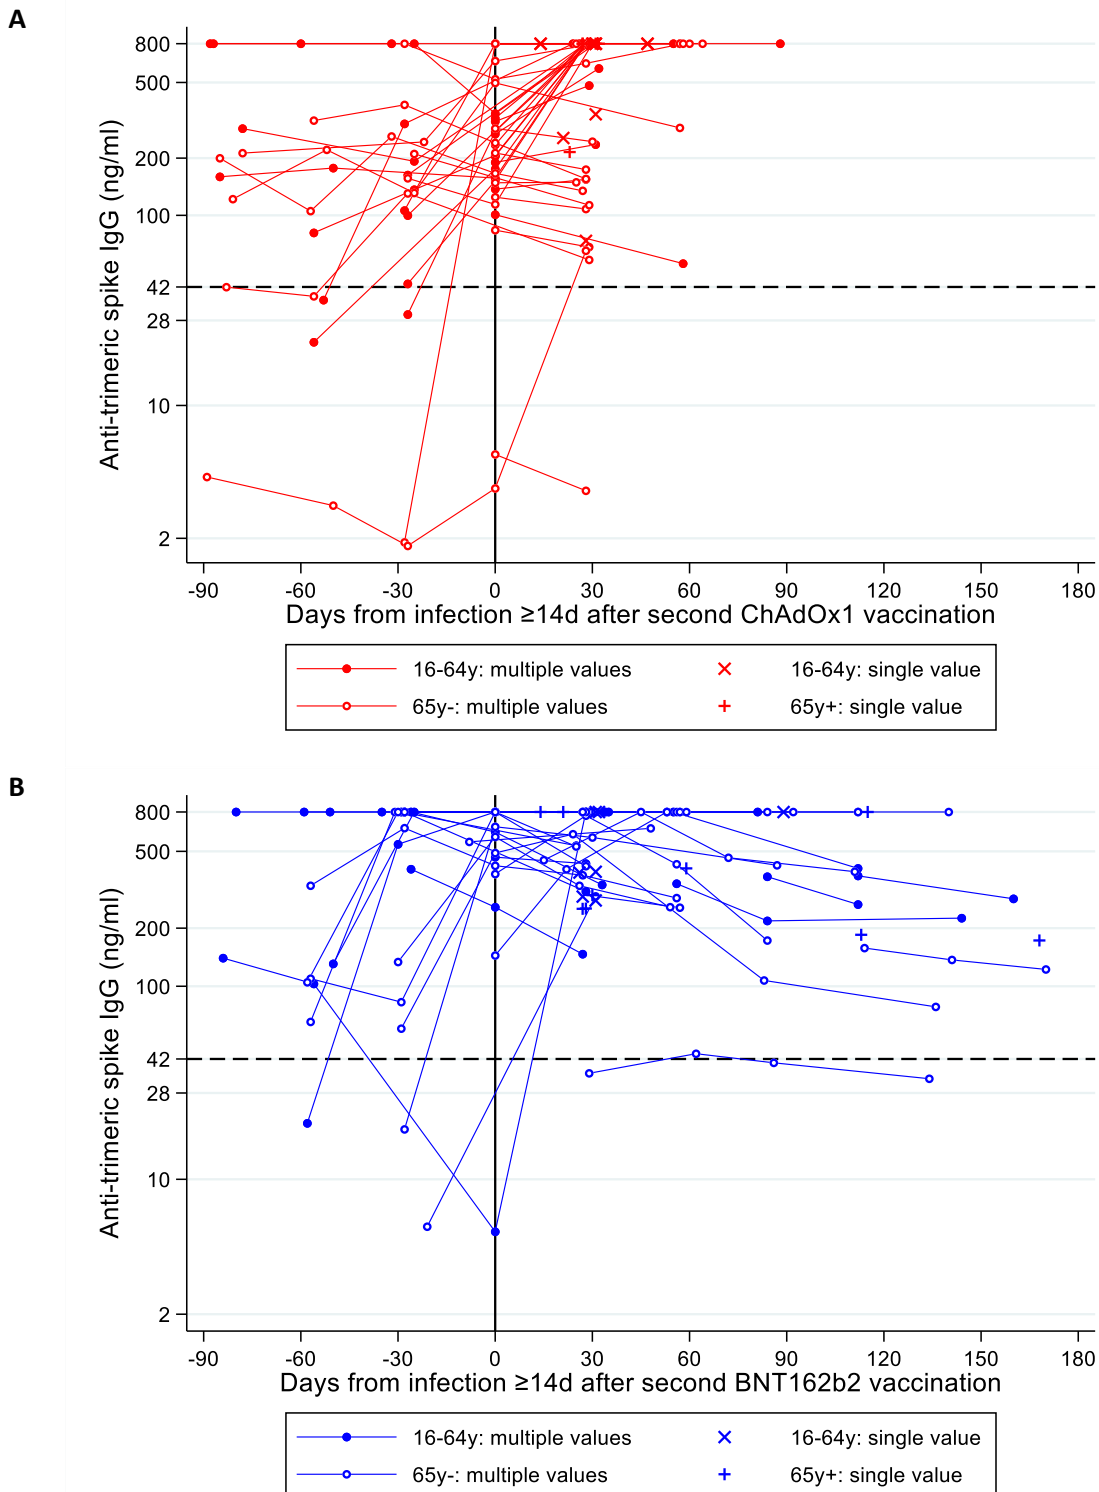 A
800
500
200
100
42
28
10
2
Anti-trimeric spike IgG (ng/ml)
-90 -60 -30 0 30 60 90 120 150 180
Days from infection ≥14d after second ChAdOx1 vaccination
16-64y: multiple values 16-64y: single value
65y-: multiple values 65y+: single value
B
800
500
200
100
42
28
10
2
Anti-trimeric spike IgG (ng/ml)
-90 -60 -30 0 30 60 90 120 150 180
Days from infection ≥14d after second BNT162b2 vaccination
16-64y: multiple values 16-64y: single value
65y-: multiple values 65y+: single value